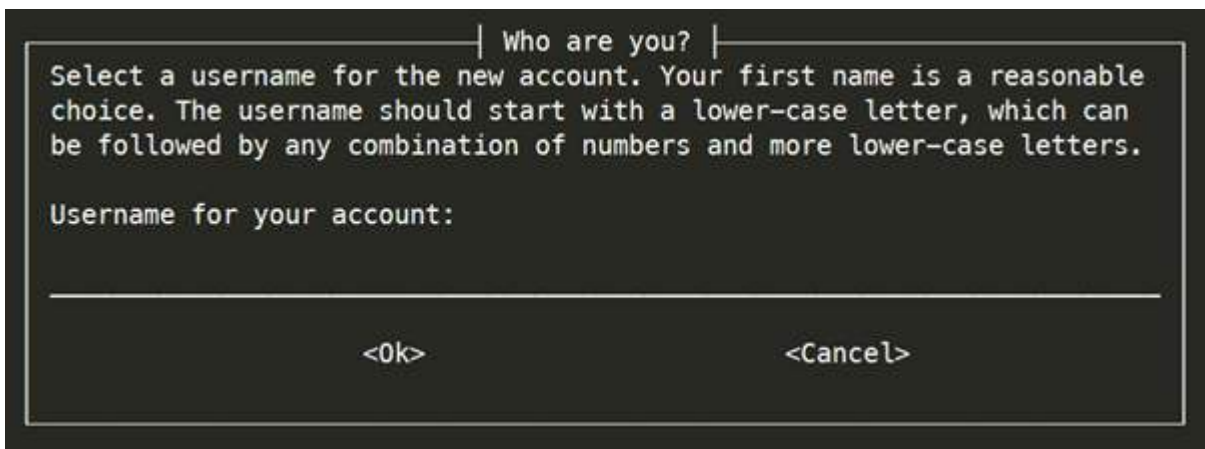 Who are you?
Select a username for the new account. Your first name is a reasonable
choice. The username should start with a lower-case letter, which can
be followed by any combination of numbers and more lower-case letters.
Username for your account:
<Ok> <Cancel>